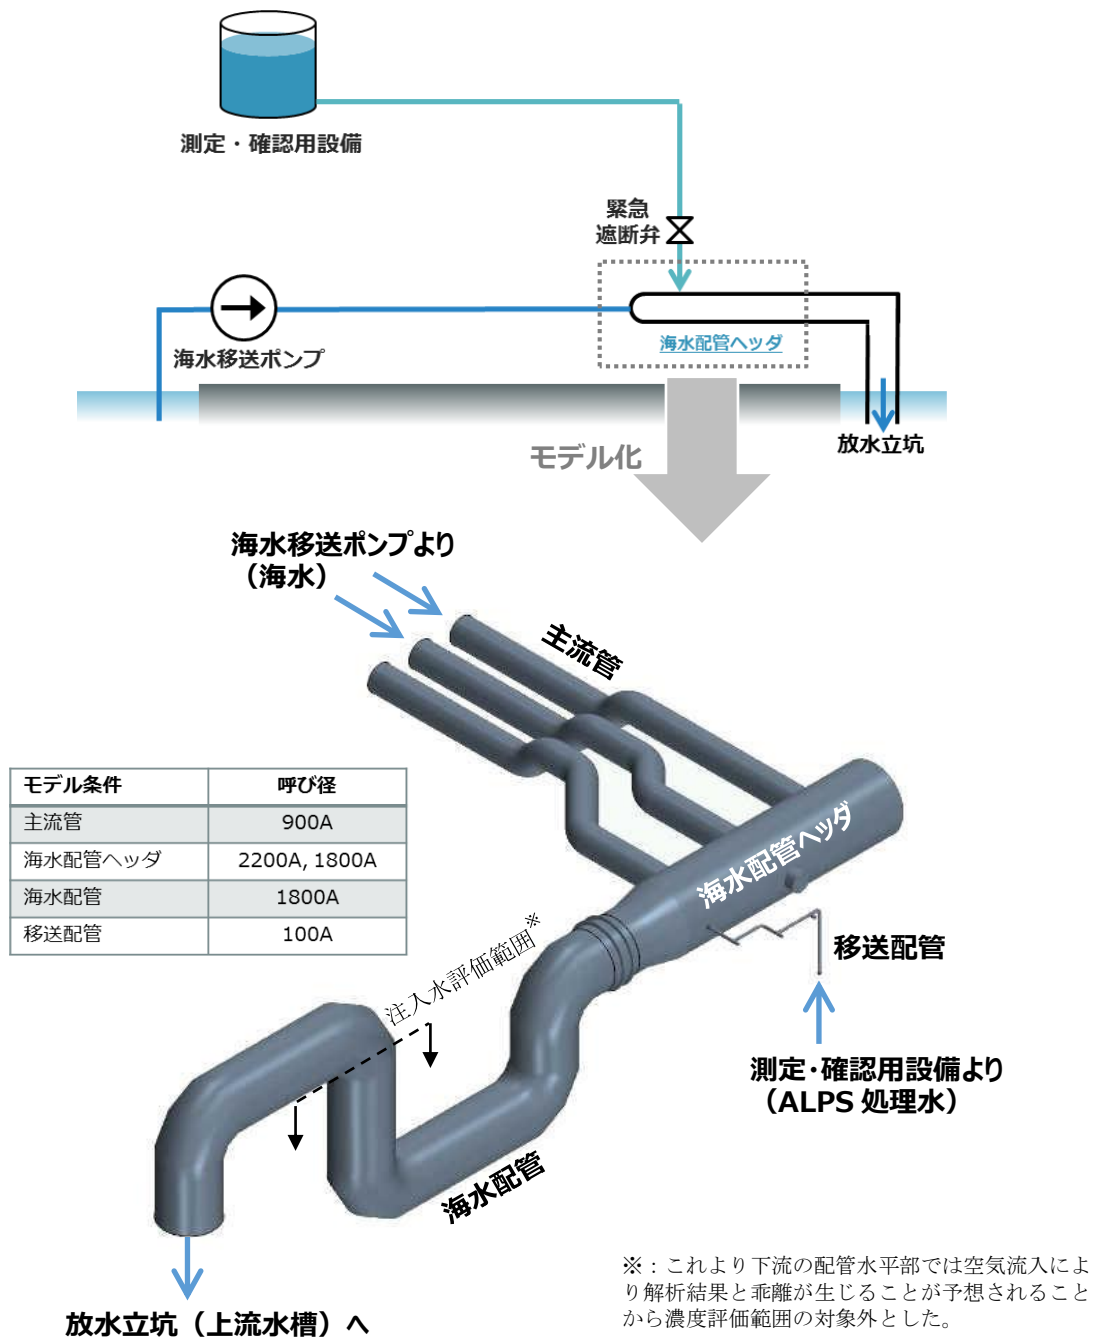 測定・確認用設備
緊急
遮断弁
海水配管ヘッダ
海水移送ポンプ
放水立坑
モデル化
海水移送ポンプより
（海水）
主流管
モデル条件 呼び径
主流管 900A
海水配管ヘッダ 2200A, 1800A
海水配管 1800A
移送配管 100A
海水配管ヘッダ
注入水評価範囲※
移送配管
測定・確認用設備より
（ALPS 処理水）
海水配管
放水立坑（上流水槽）へ
※：これより下流の配管水平部では空気流入によ
り解析結果と乖離が生じることが予想されること
から濃度評価範囲の対象外とした。